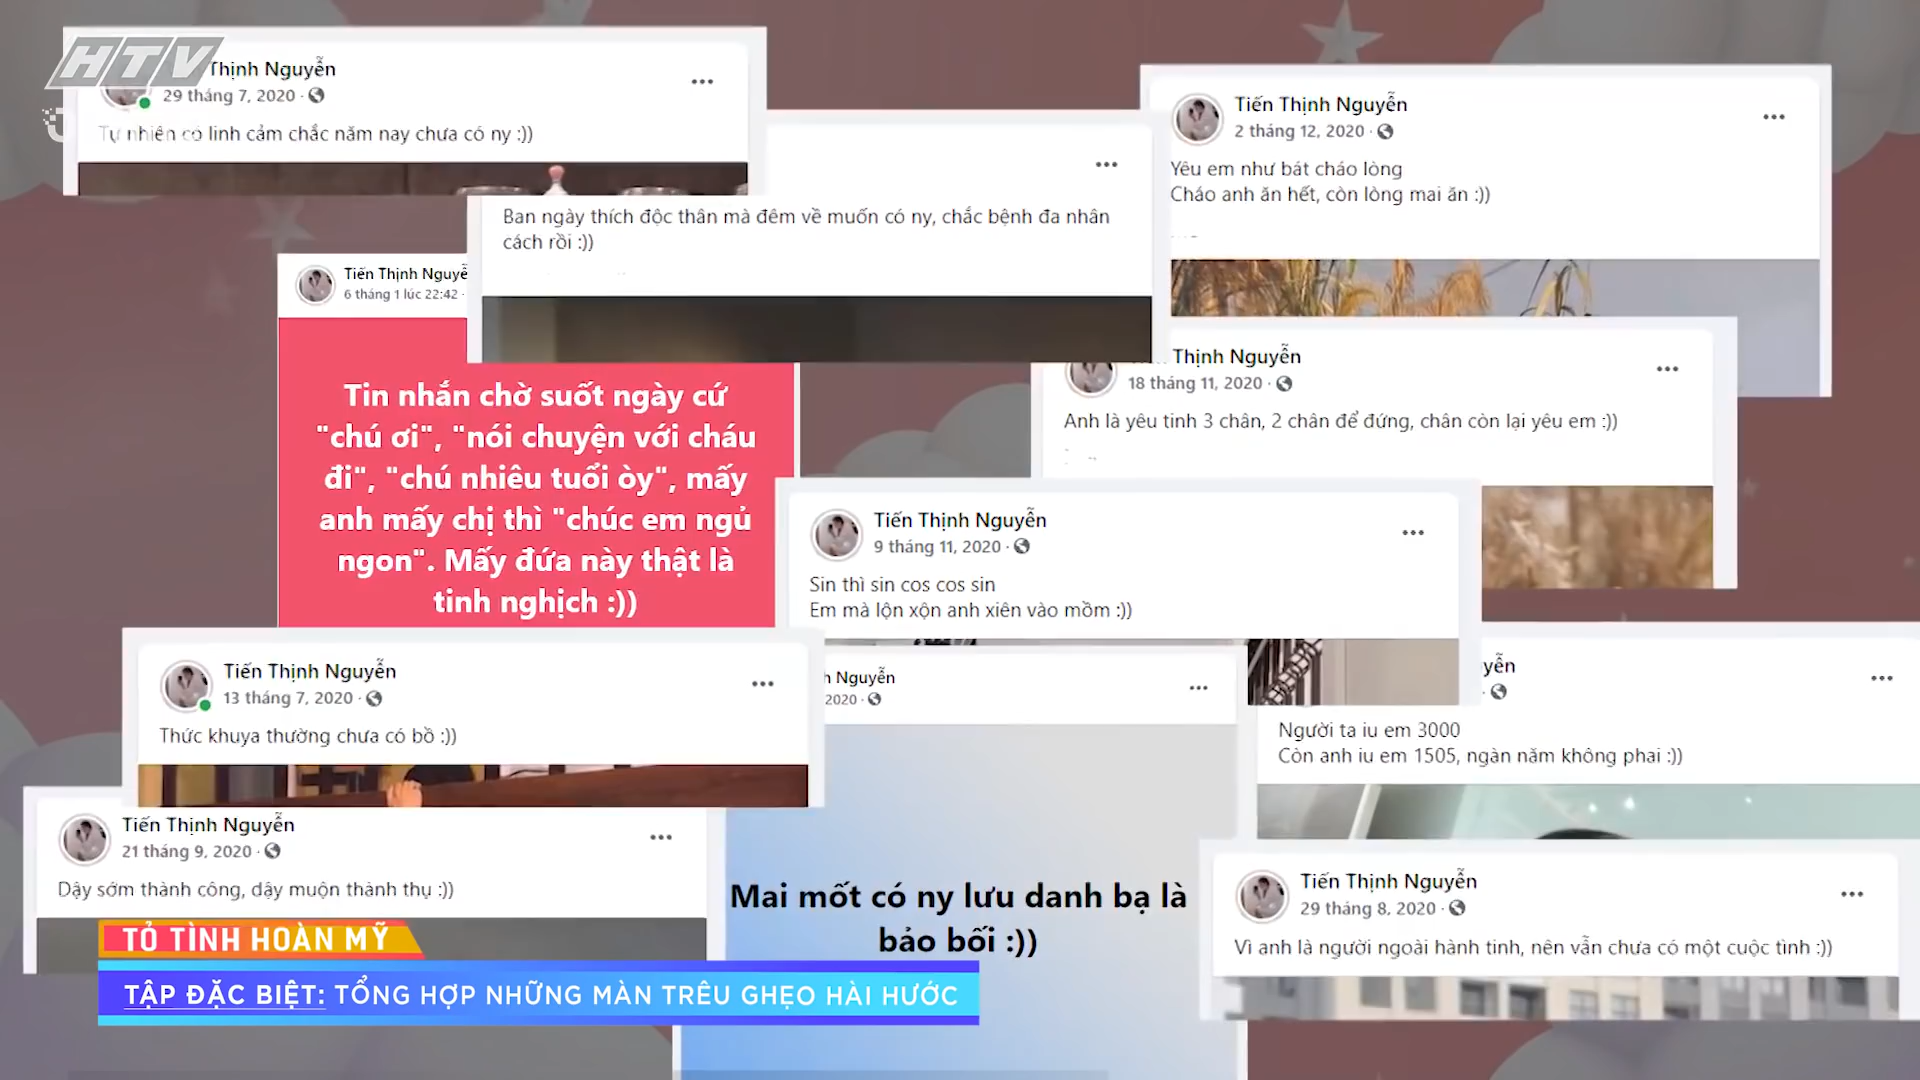 HTV
Thịnh Nguyễn
29 tháng 7, 2020 ·
Tự nhiên có linh cảm chắc năm nay chưa có ny :))
Ban ngày thích độc thân mà đêm về muốn có ny, chắc bệnh đa nhân
cách rồi :))
Tiến Thịnh Nguyễn
2 tháng 12, 2020 ·
Yêu em như bát cháo lòng
Cháo anh ăn hết, còn lòng mai ăn :))
Tiến Thịnh Nguyễ
6 tháng 1 lúc 22:42 ·
Tin nhắn chờ suốt ngày cứ
"chú ơi", "nói chuyện với cháu
đi", "chú nhiêu tuổi òy", mấy
anh mấy chị thì "chúc em ngủ
ngon". Mấy đứa này thật là
tinh nghịch :))
Thịnh Nguyễn
18 tháng 11, 2020 ·
Anh là yêu tinh 3 chân, 2 chân để đứng, chân còn lại yêu em :))
Tiến Thịnh Nguyễn
9 tháng 11, 2020 ·
Sin thì sin cos cos sin
Em mà lộn xộn anh xiên vào mồm :))
Tiến Thịnh Nguyễn
13 tháng 7, 2020 ·
Thức khuya thường chưa có bồ :))
h Nguyễn
2020 ·
Mai mốt có ny lưu danh bạ là
bảo bối :))
yễn
Người ta iu em 3000
Còn anh iu em 1505, ngàn năm không phai :))
Tiến Thịnh Nguyễn
21 tháng 9, 2020 ·
Dậy sớm thành công, dậy muộn thành thụ :))
Tiến Thịnh Nguyễn
29 tháng 8, 2020 ·
Vì anh là người ngoài hành tinh, nên vẫn chưa có một cuộc tình :))
TỎ TÌNH HOÀN MỸ
TẬP ĐẶC BIỆT: TỔNG HỢP NHỮNG MÀN TRÊU GHẸO HÀI HƯỚC